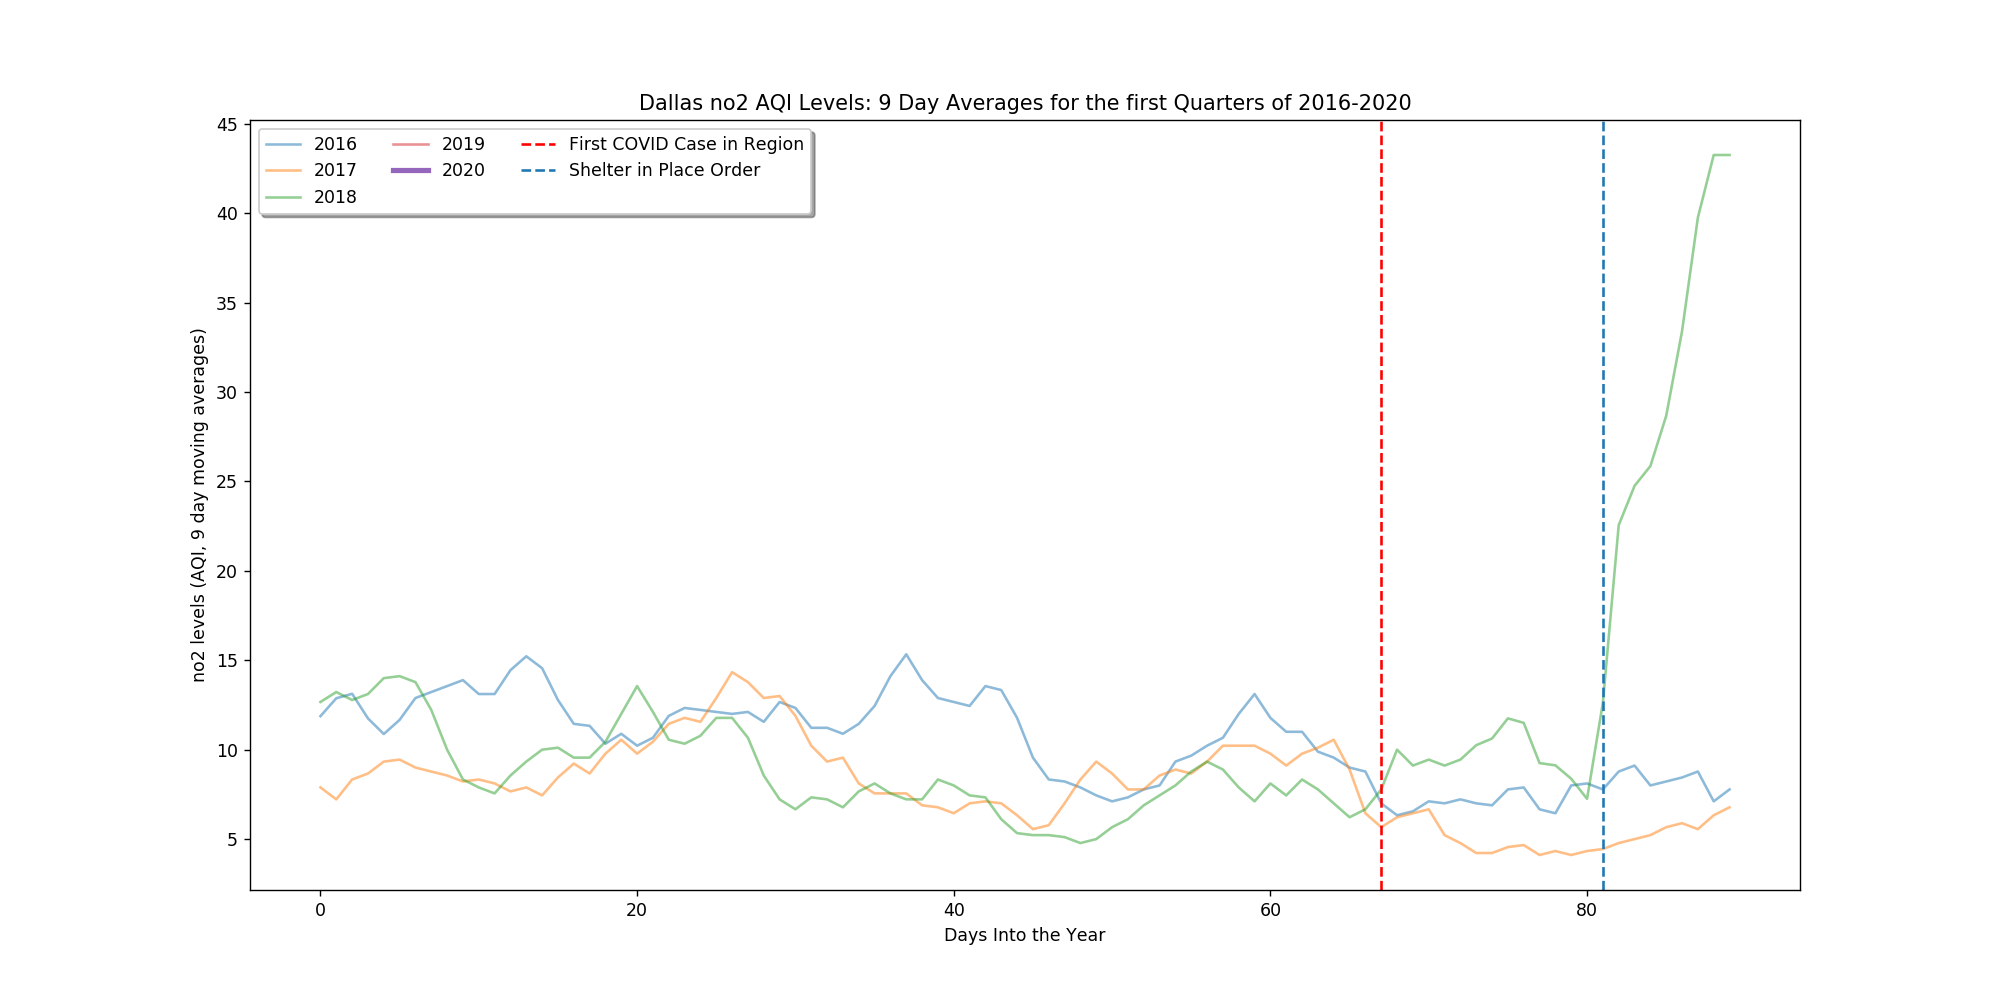 Dallas no2 AQI Levels: 9 Day Averages for the first Quarters of 2016-2020
2016
2017
2018
2019
2020
First COVID Case in Region
Shelter in Place Order
no2 levels (AQI, 9 day moving averages)
45
40
35
30
25
20
15
10
5
0 20 40 60 80
Days Into the Year